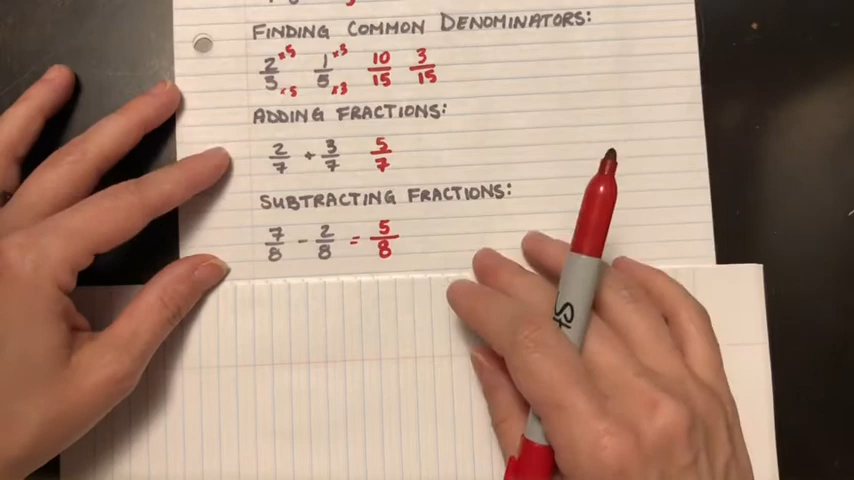 FINDING COMMON DENOMINATORS:
2/3 ×5 ×5 1/5 ×3 ×3 10/15 3/15
ADDING FRACTIONS:
2/7 + 3/7 5/7
SUBTRACTING FRACTIONS:
7/8 - 2/8 = 5/8